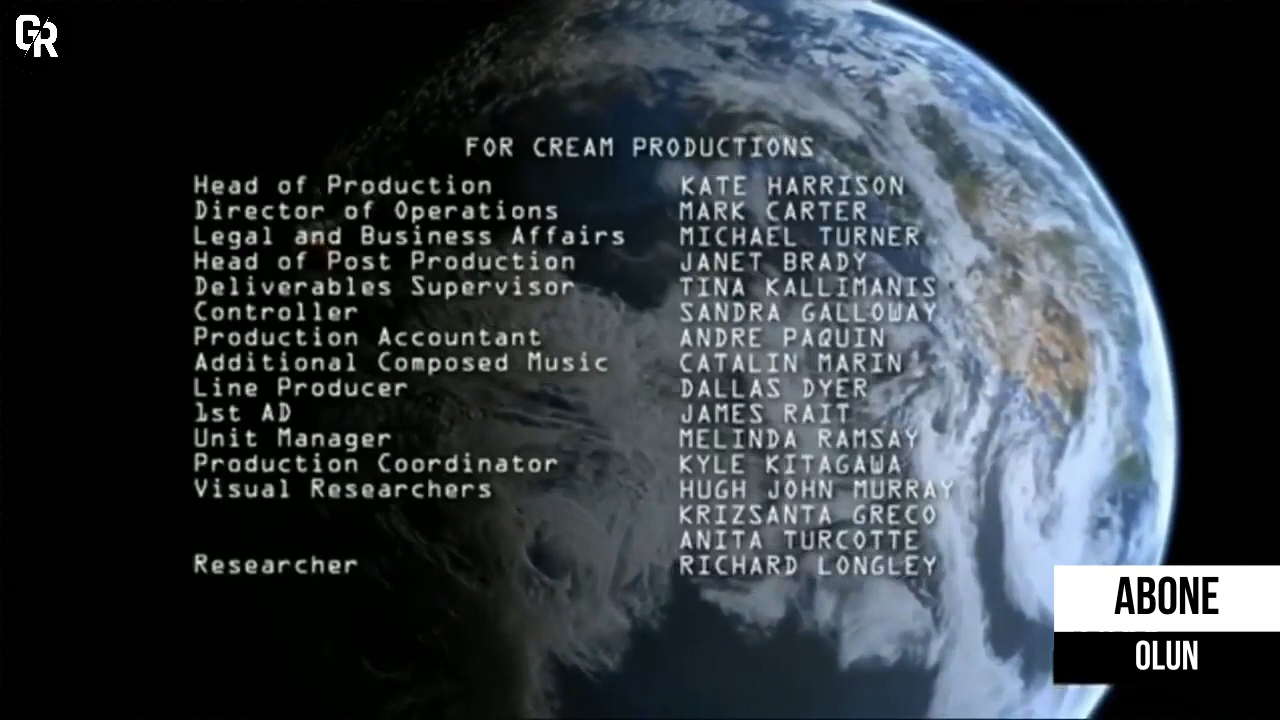 GR
FOR CREAM PRODUCTIONS
Head of Production KATE HARRISON
Director of Operations MARK CARTER
Legal and Business Affairs MICHAEL TURNER
Head of Post Production JANET BRADY
Deliverables Supervisor TINA KALLIMANIS
Controller SANDRA GALLOWAY
Production Accountant ANDRE PAQUIN
Additional Composed Music CATALIN MARIN
Line Producer DALLAS DYER
1st AD JAMES RAIT
Unit Manager MELINDA RAMSAY
Production Coordinator KYLE KITAGAWA
Visual Researchers HUGH JOHN MURRAY
KRIZSANTA GRECO
ANITA TURCOTTE
Researcher RICHARD LONGLEY
ABONE
OLUN